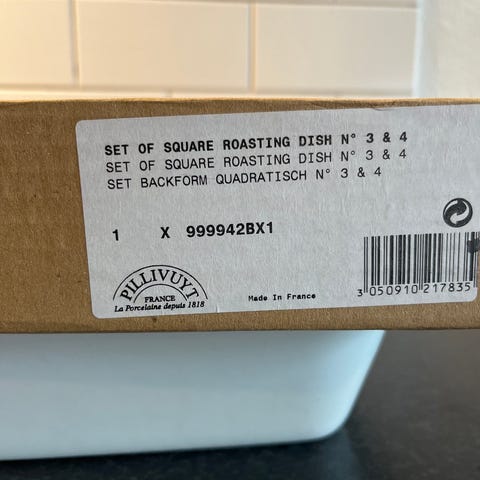 SET OF SQUARE ROASTING DISH N° 3 & 4
SET OF SQUARE ROASTING DISH N° 3 & 4
SET BACKFORM QUADRATISCH N° 3 & 4
1 X 999942BX1
PILLIVUYT
FRANCE
La Porcelaine depuis 1818
Made In France
3 050910 217835